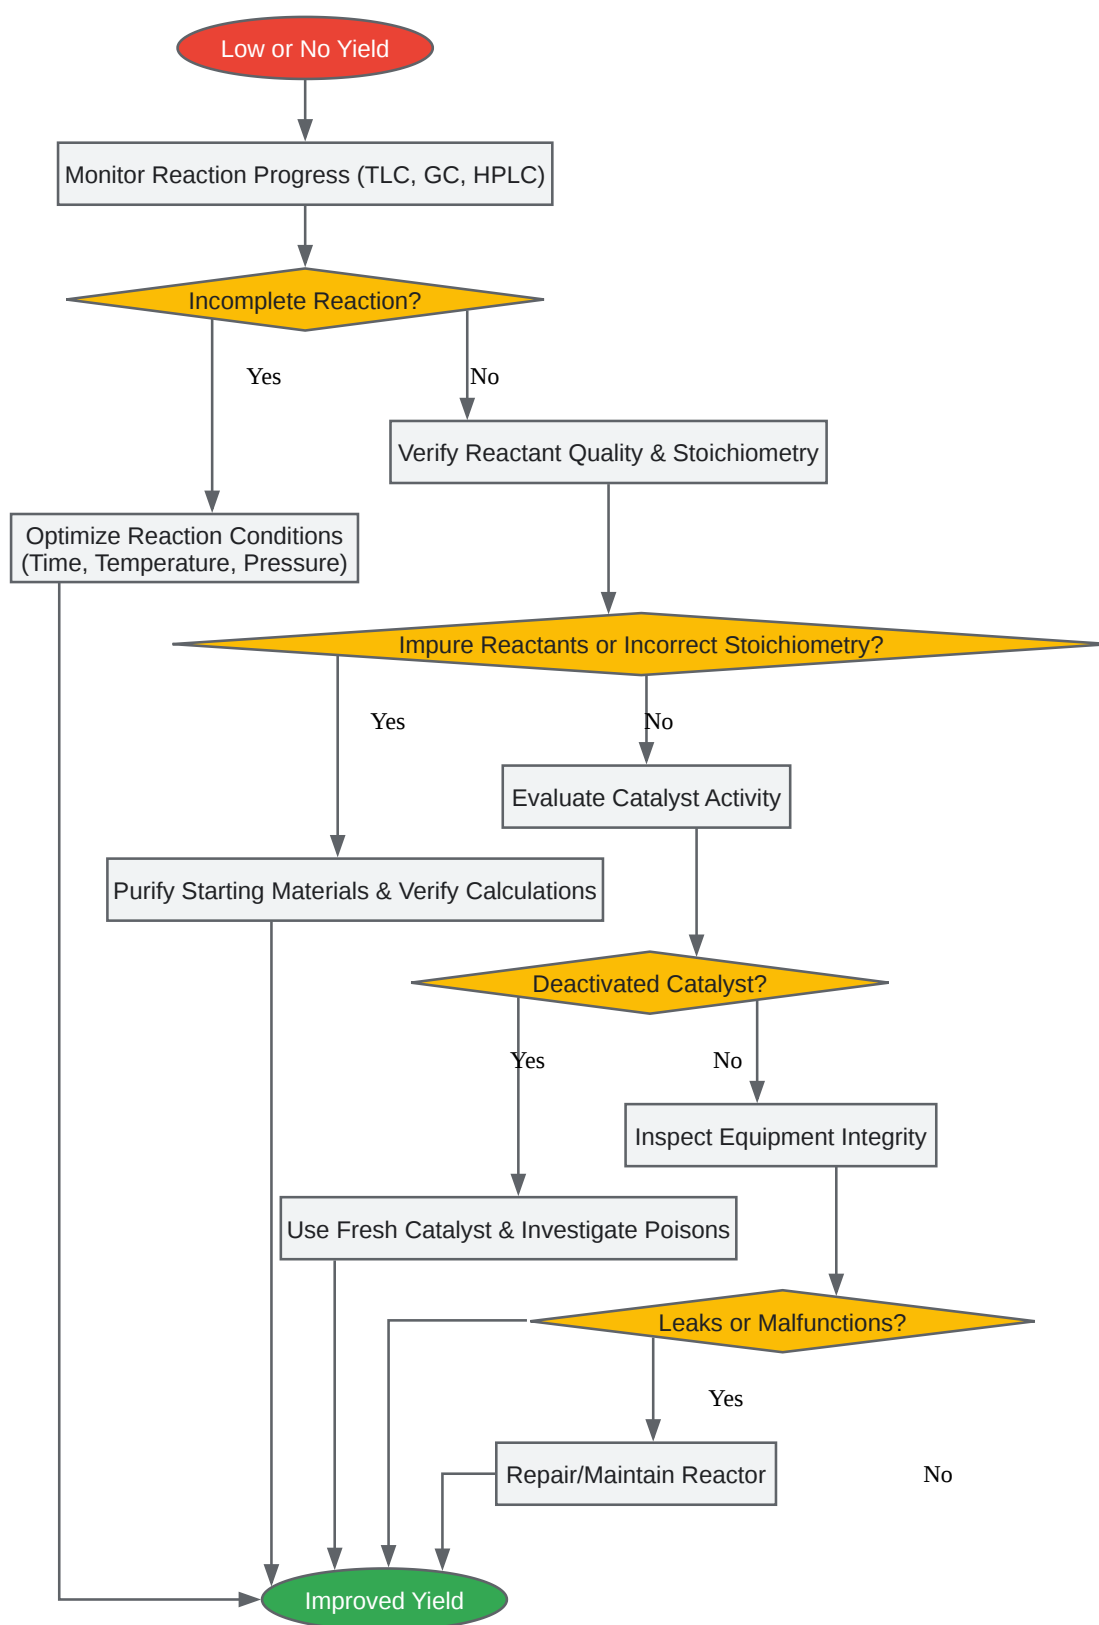 Low or No Yield
Monitor Reaction Progress (TLC, GC, HPLC)
Incomplete Reaction?
Yes
No
Verify Reactant Quality & Stoichiometry
Optimize Reaction Conditions
(Time, Temperature, Pressure)
Impure Reactants or Incorrect Stoichiometry?
Yes
No
Evaluate Catalyst Activity
Purify Starting Materials & Verify Calculations
Deactivated Catalyst?
Yes
No
Inspect Equipment Integrity
Use Fresh Catalyst & Investigate Poisons
Leaks or Malfunctions?
Yes
Repair/Maintain Reactor
No
Improved Yield